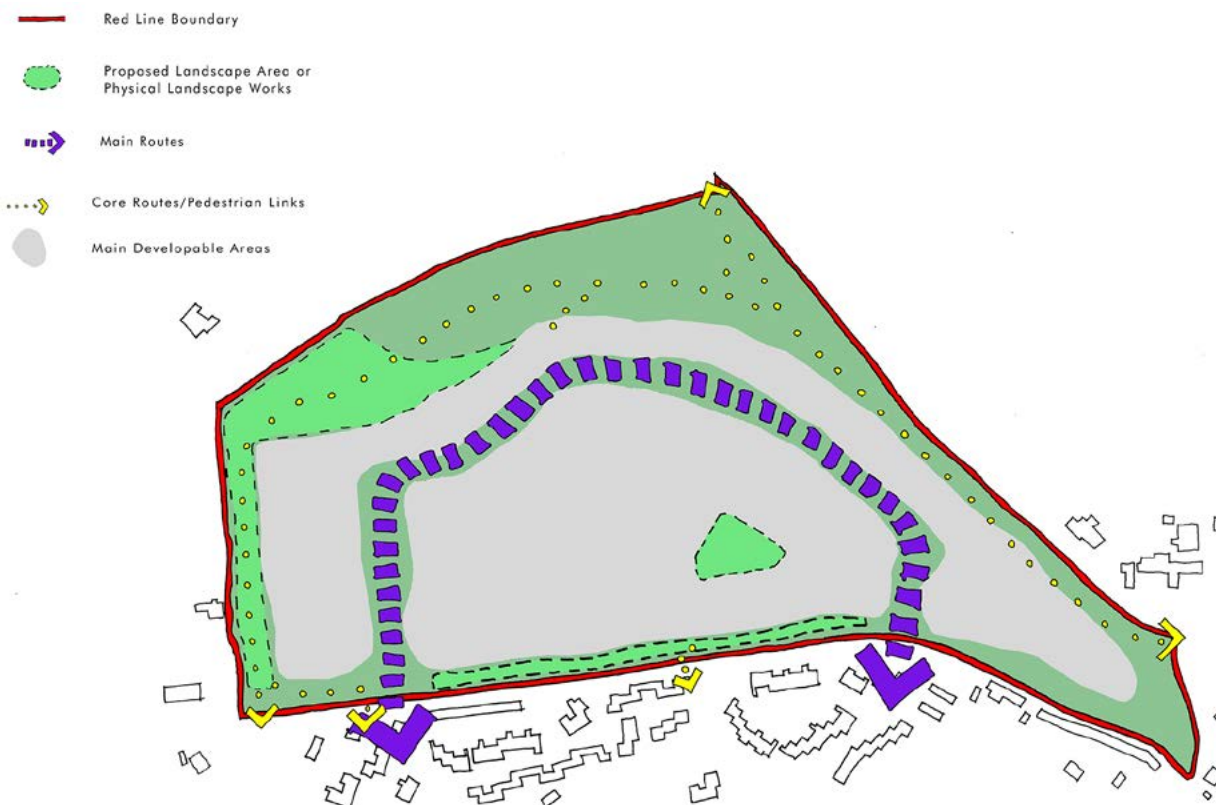 Red Line Boundary
Proposed Landscape Area or
Physical Landscape Works
Main Routes
Core Routes/Pedestrian Links
Main Developable Areas